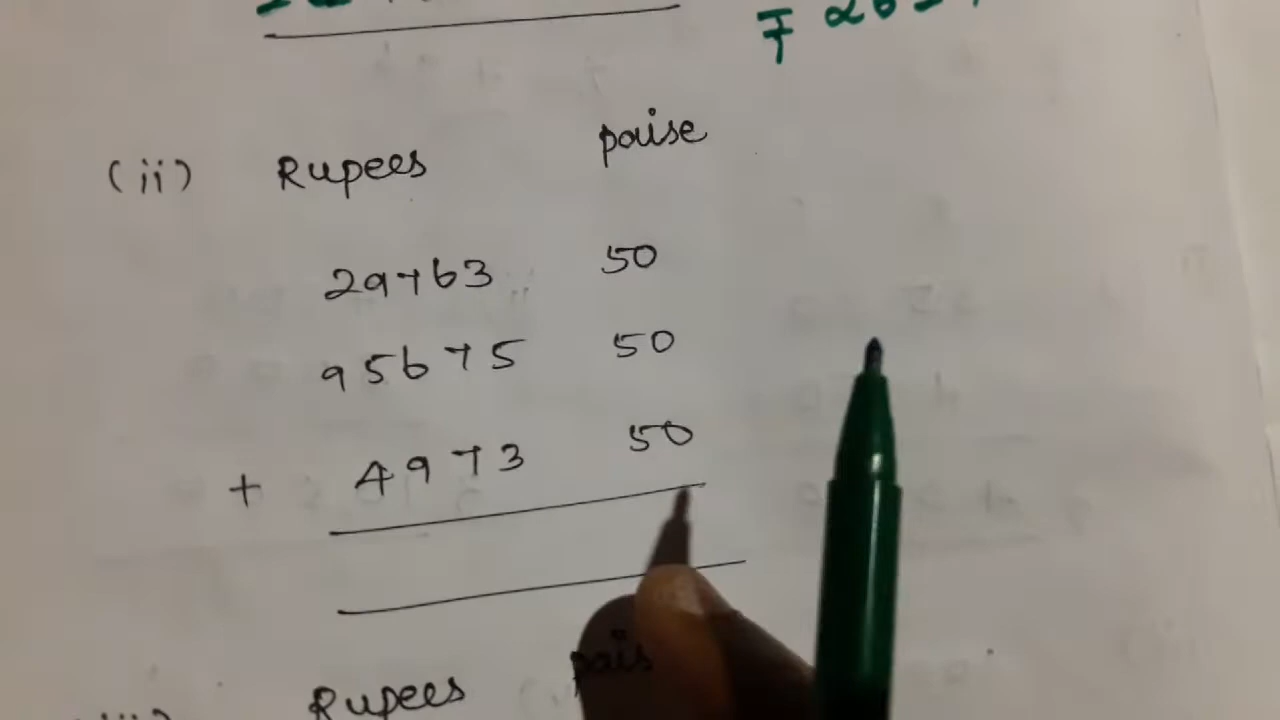 (ii) Rupees paise
29763 50
95675 50
+ 4973 50
Rupees